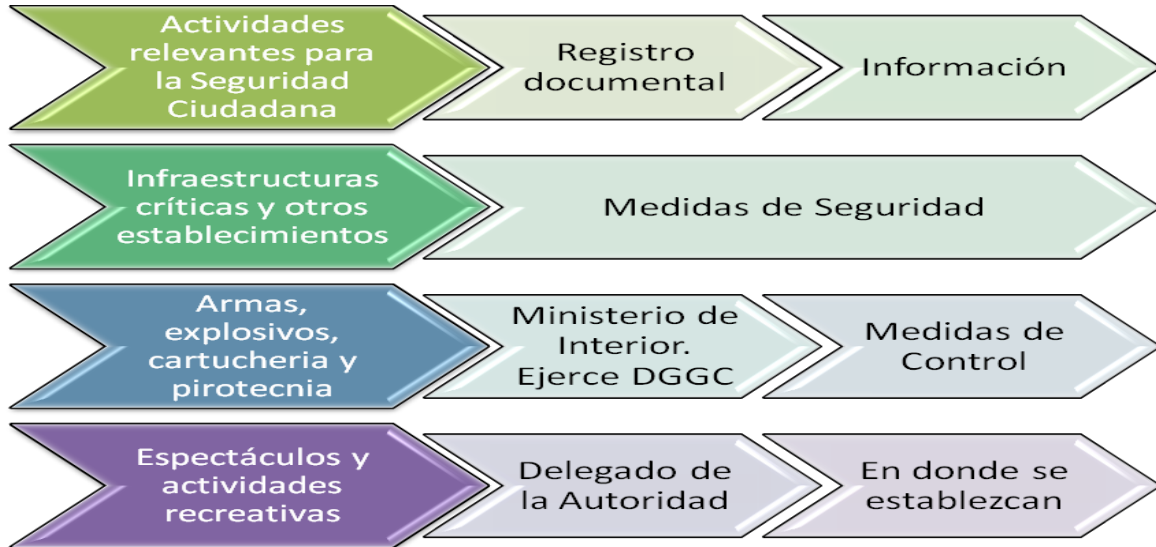 Actividades
relevantes para
la Seguridad
Ciudadana
Registro
documental
Información
Infraestructuras
críticas y otros
establecimientos
Medidas de Seguridad
Armas,
explosivos,
cartucheria y
pirotecnia
Ministerio de
Interior.
Ejerce DGGC
Medidas de
Control
Espectáculos y
actividades
recreativas
Delegado de
la Autoridad
En donde se
establezcan